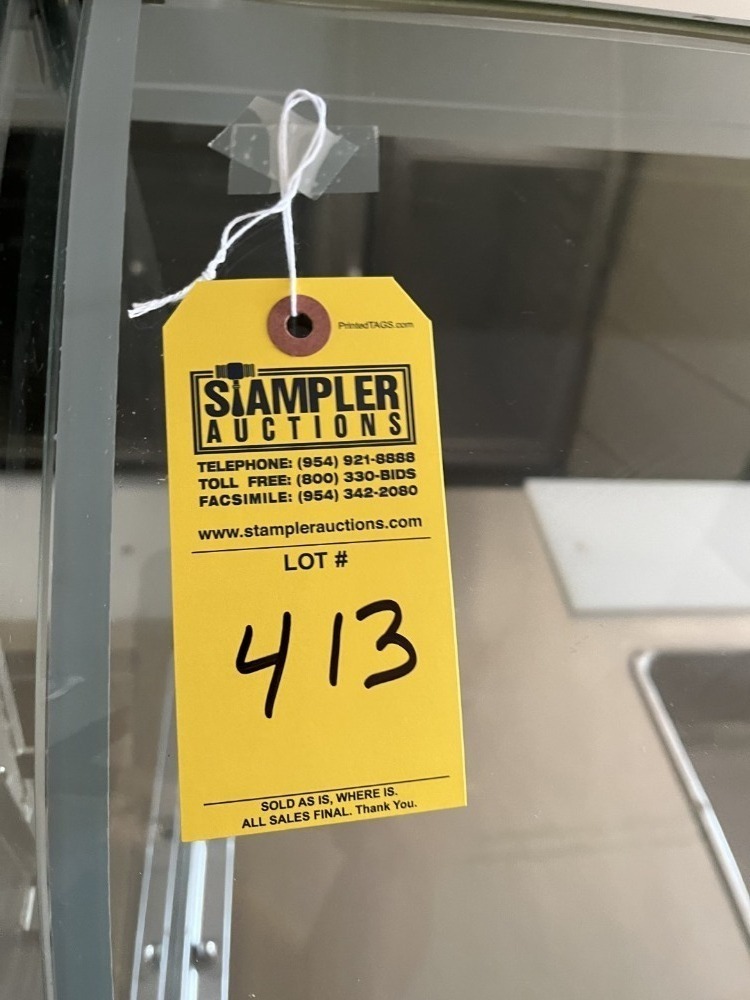 PrintedTAGS.com
STAMPLER
AUCTIONS
TELEPHONE: (954) 921-8888
TOLL FREE: (800) 330-BIDS
FACSIMILE: (954) 342-2080
www.stamplerauctions.com
LOT #
413
SOLD AS IS, WHERE IS.
ALL SALES FINAL. Thank You.